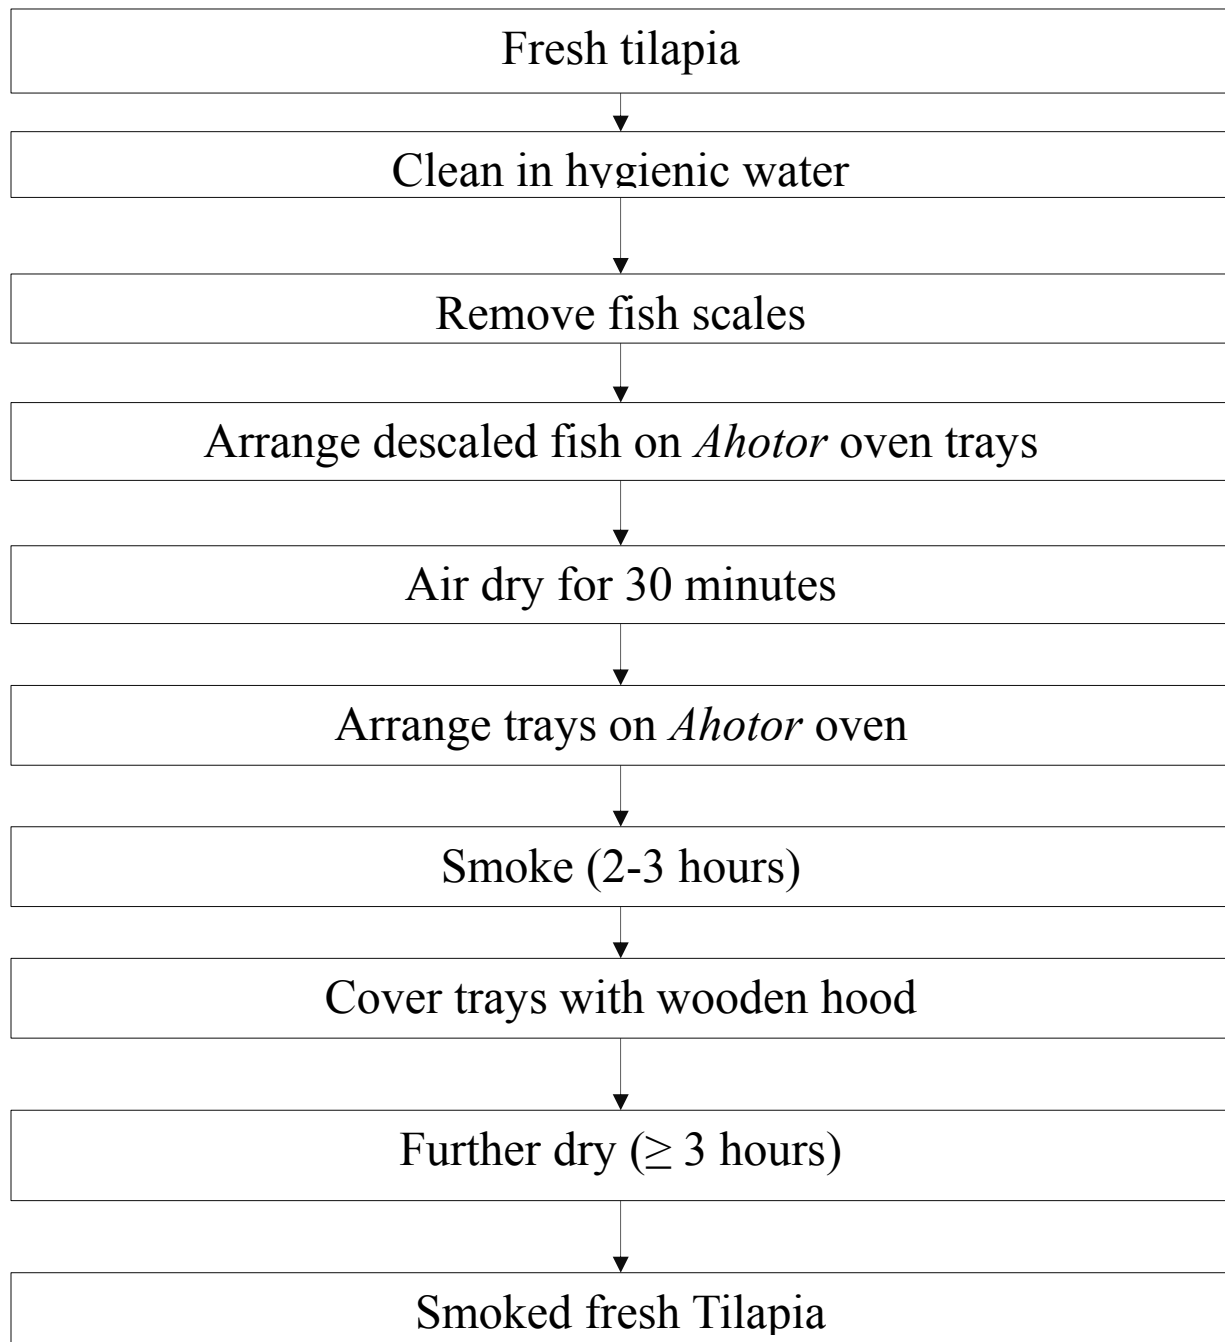 Fresh tilapia
Clean in hygienic water
Remove fish scales
Arrange descaled fish on Ahotor oven trays
Air dry for 30 minutes
Arrange trays on Ahotor oven
Smoke (2-3 hours)
Cover trays with wooden hood
Further dry (≥ 3 hours)
Smoked fresh Tilapia